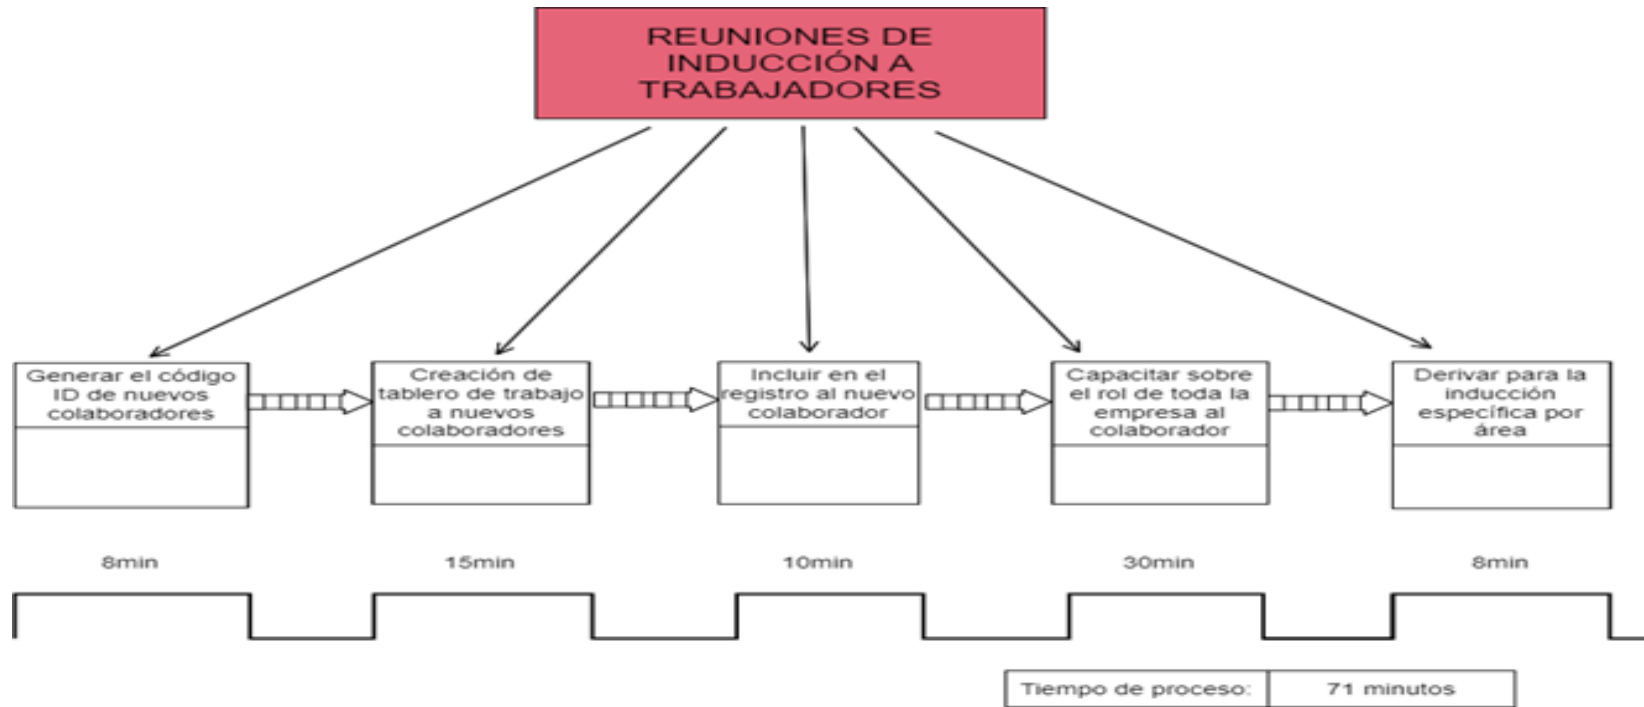 REUNIONES DE
INDUCCIÓN A
TRABAJADORES
Generar el código
ID de nuevos
colaboradores
Creación de
tablero de trabajo
a nuevos
colaboradores
Incluir en el
registro al nuevo
colaborador
Capacitar sobre
el rol de toda la
empresa al
colaborador
Derivar para la
inducción
específica por
área
8min
15min
10min
30min
8min
Tiempo de proceso:
71 minutos